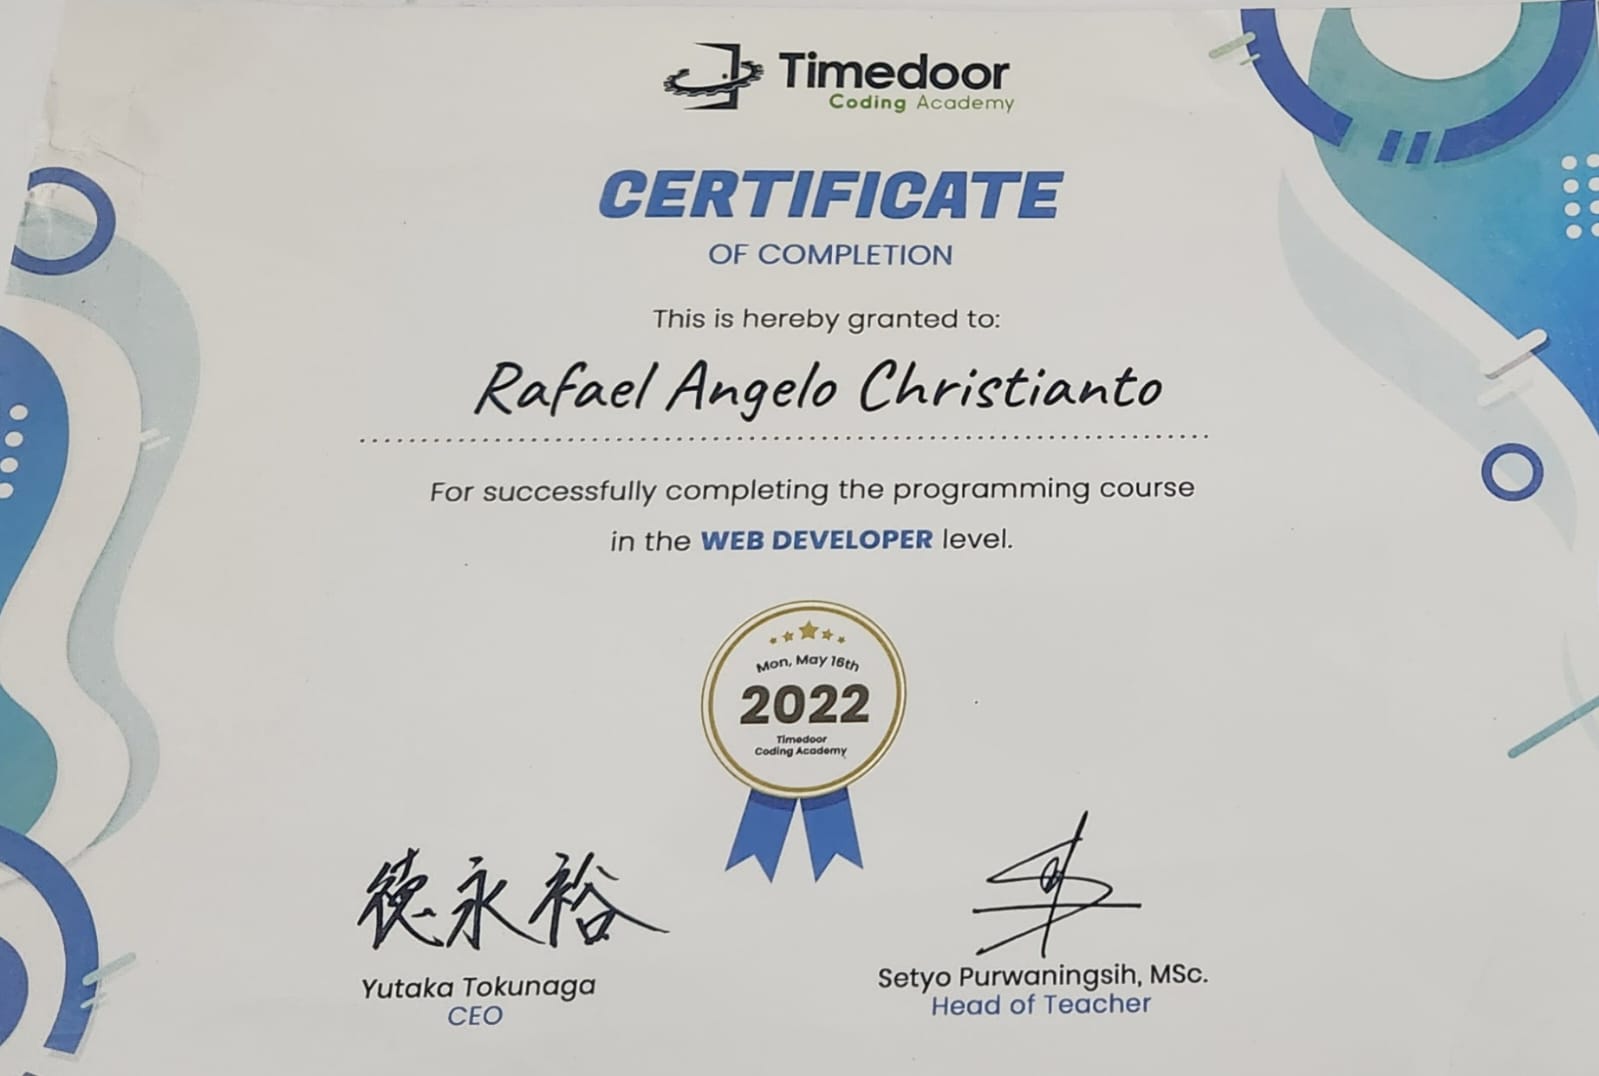 Timedoor
Coding Academy
CERTIFICATE
OF COMPLETION
This is hereby granted to:
Rafael Angelo Christianto
For successfully completing the programming course
in the WEB DEVELOPER level.
Mon, May 16th
2022
Timedoor
Coding Academy
徳永裕
Yutaka Tokunaga
CEO
Setyo Purwaningsih, MSc.
Head of Teacher